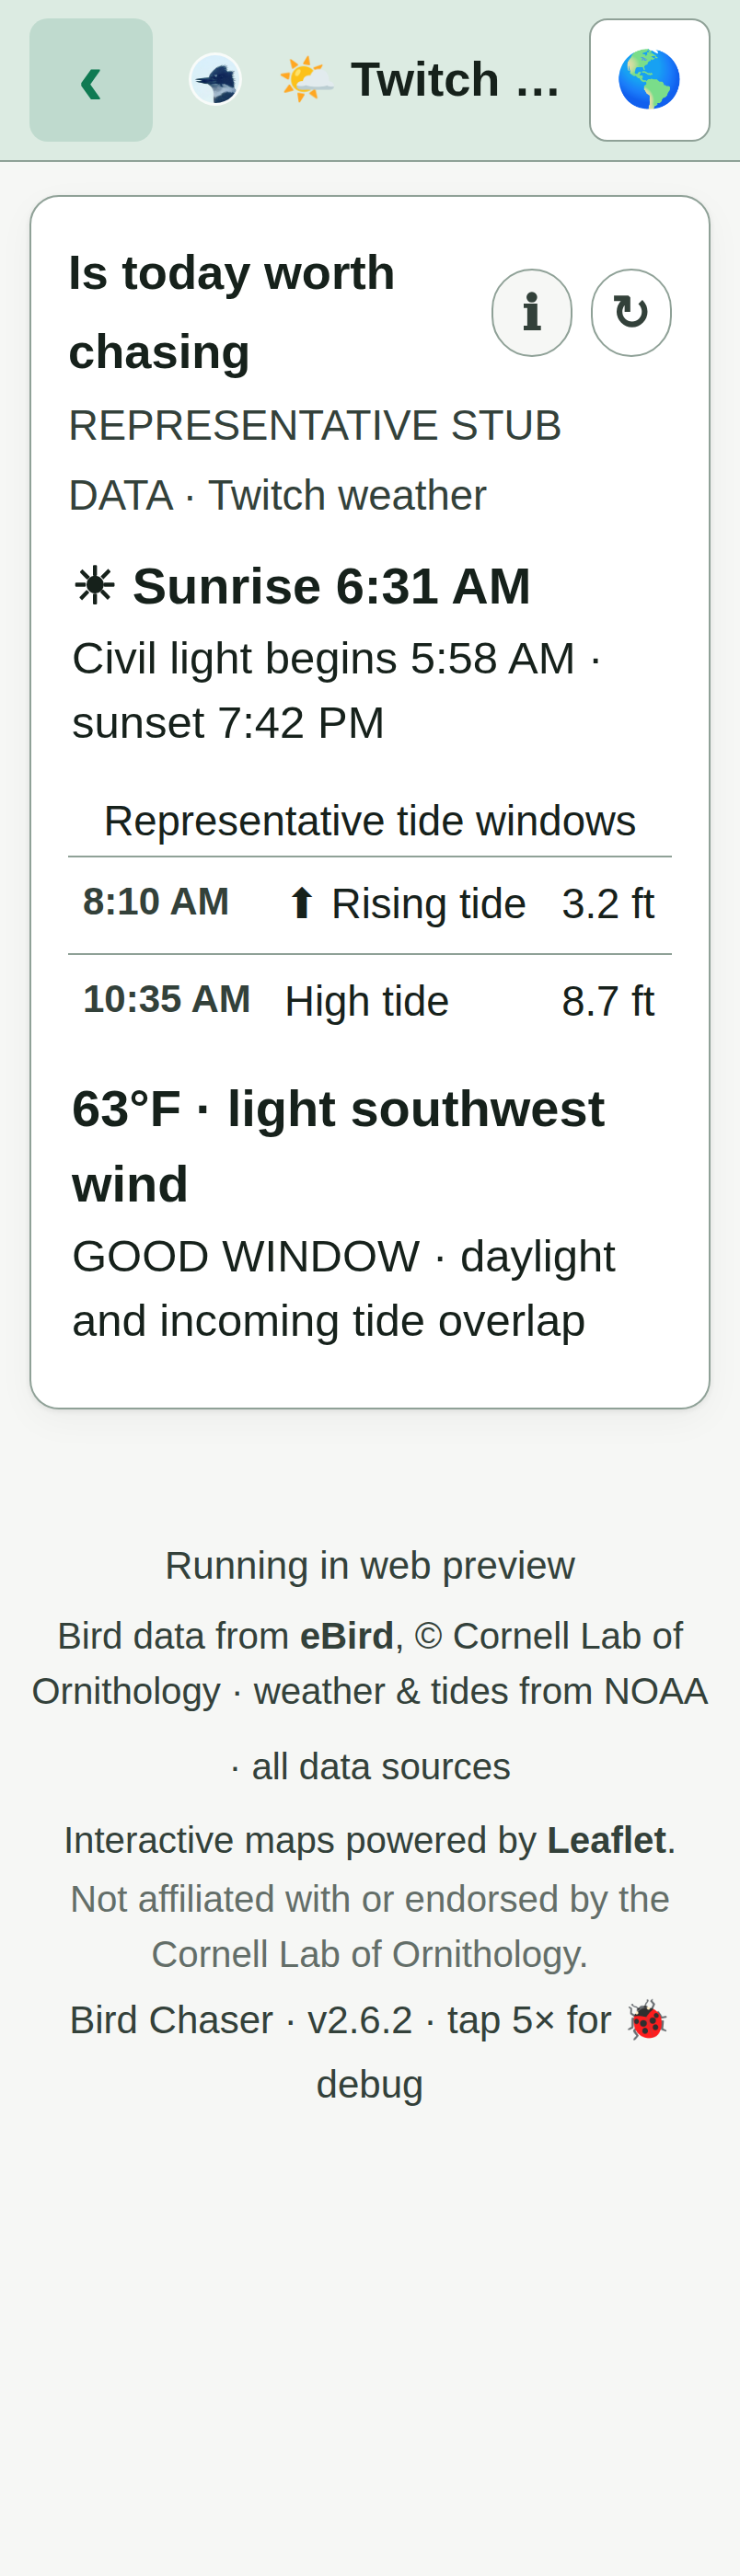 ‹ 🌤️ Twitch … 🌎
Is today worth
chasing
ℹ ↻
REPRESENTATIVE STUB
DATA · Twitch weather
☀ Sunrise 6:31 AM
Civil light begins 5:58 AM ·
sunset 7:42 PM
Representative tide windows
8:10 AM ⬆ Rising tide 3.2 ft
10:35 AM High tide 8.7 ft
63°F · light southwest
wind
GOOD WINDOW · daylight
and incoming tide overlap
Running in web preview
Bird data from eBird, © Cornell Lab of
Ornithology · weather & tides from NOAA
· all data sources
Interactive maps powered by Leaflet.
Not affiliated with or endorsed by the
Cornell Lab of Ornithology.
Bird Chaser · v2.6.2 · tap 5× for 🐞
debug